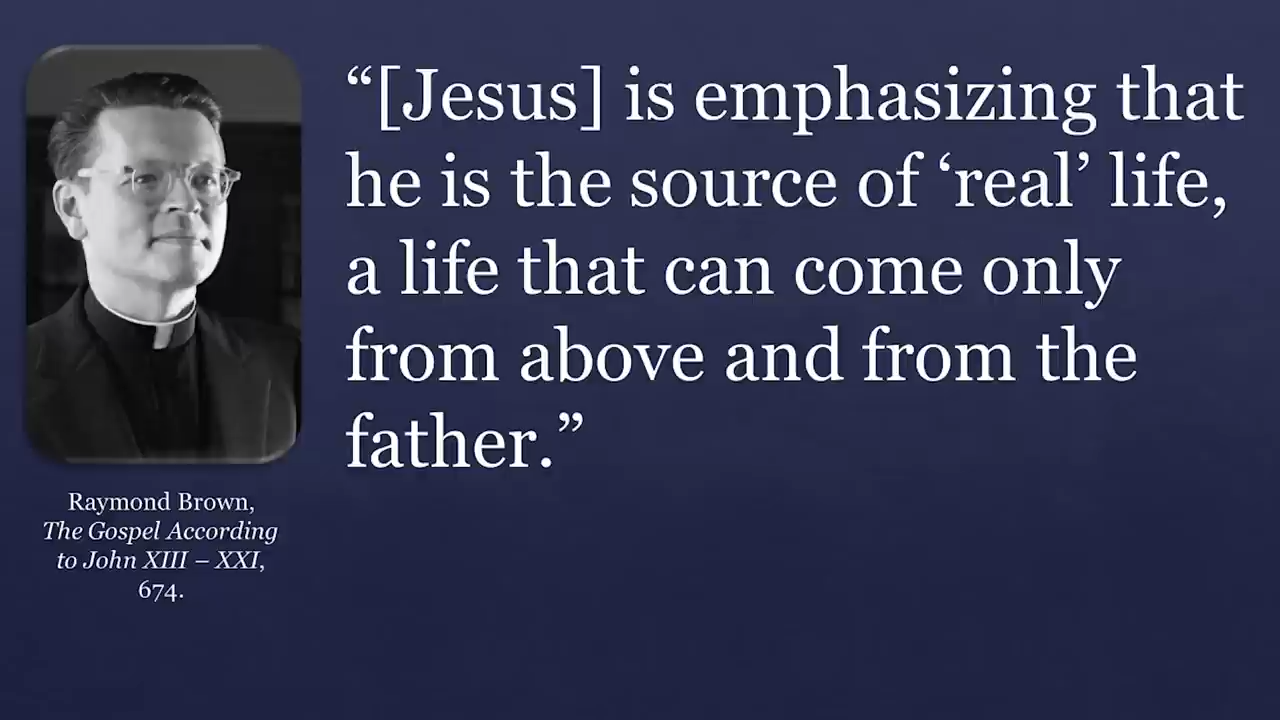 “[Jesus] is emphasizing that
he is the source of ‘real’ life,
a life that can come only
from above and from the
father.”
Raymond Brown,
The Gospel According
to John XIII – XXI,
674.